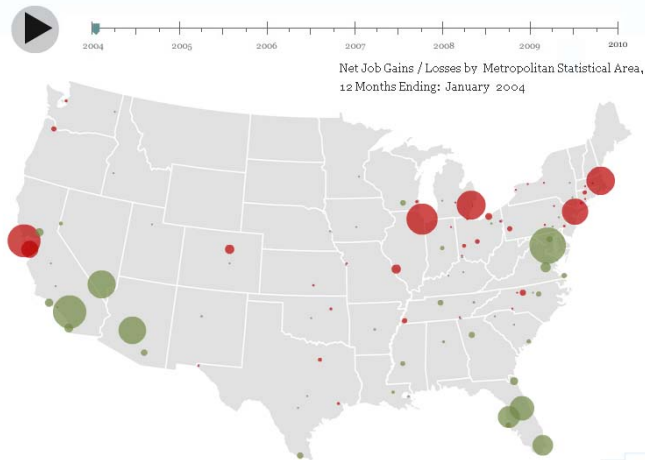 2004 2005 2006 2007 2008 2009 2010
Net Job Gains / Losses by Metropolitan Statistical Area,
12 Months Ending: January 2004